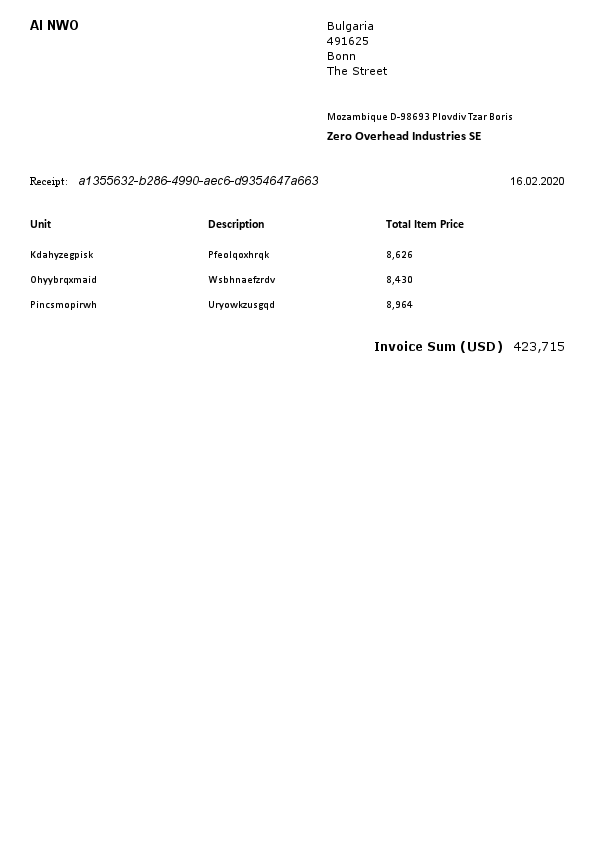 AI NWO
Bulgaria
491625
Bonn
The Street
Mozambique D-98693 Plovdiv Tzar Boris
Zero Overhead Industries SE
Receipt: a1355632-b286-4990-aec6-d9354647a663 16.02.2020
Unit Description Total Item Price
Kdahyzegpisk Pfeolqoxhrqk 8,626
Ohyybrqxmaid Wsbhnaefzrdv 8,430
Pincsmopirwh Uryowkzusgqd 8,964
Invoice Sum (USD) 423,715